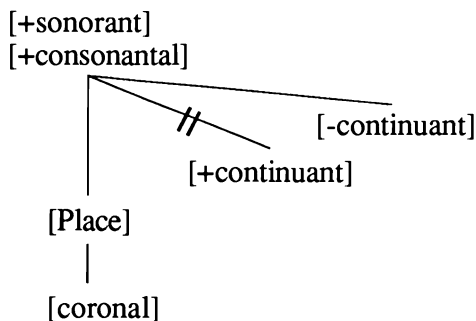 [+sonorant]
[+consonantal]
[-continuant]
[+continuant]
[Place]
[coronal]